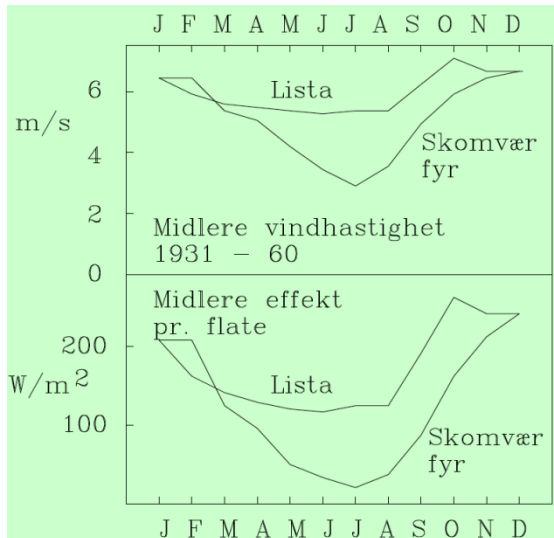 J F M A M J J A S O N D
6
Lista
m/s
4
Skomvær
fyr
2
Midlere vindhastighet
1931 - 60
0
Midlere effekt
pr. flate
200
W/m²
Lista
100
Skomvær
fyr
J F M A M J J A S O N D